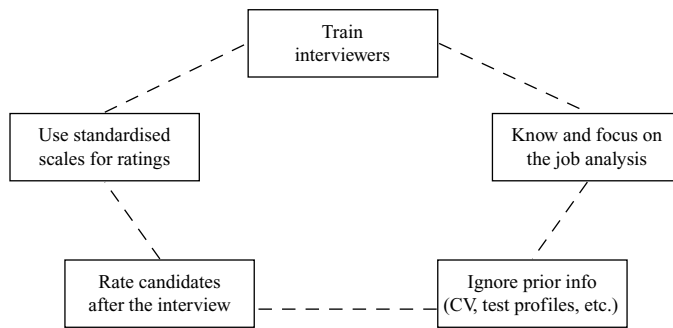 Train
interviewers
Use standardised
scales for ratings
Know and focus on
the job analysis
Rate candidates
after the interview
Ignore prior info
(CV, test profiles, etc.)